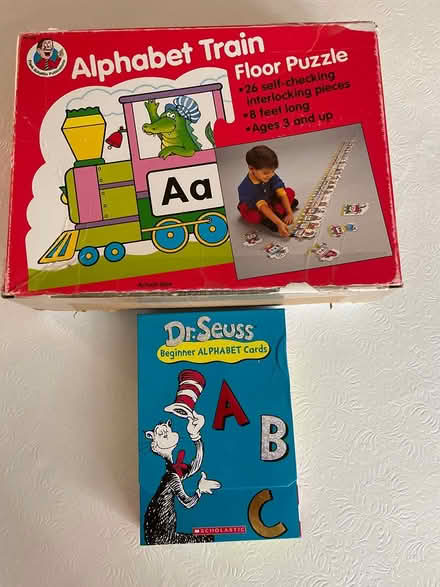 Alphabet Train
Floor Puzzle
•26 self-checking
interlocking pieces
•8 feet long
•Ages 3 and up
Aa
Dr. Seuss
Beginner ALPHABET Cards
A
B
C
SCHOLASTIC